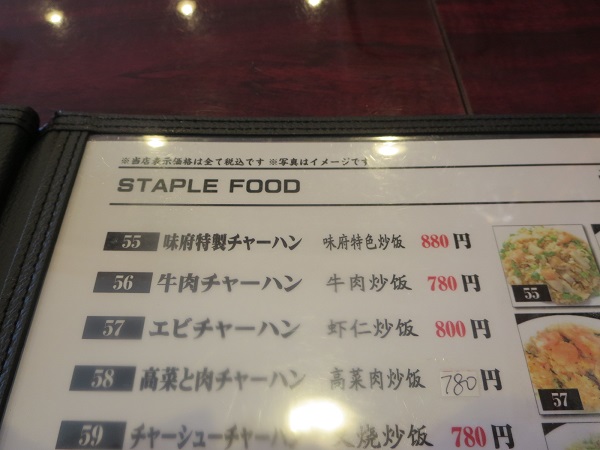 ※当店表示価格は全て税込です ※写真はイメージです
STAPLE FOOD
55 味府特製チャーハン 味府特色炒饭 880円
56 牛肉チャーハン 牛肉炒饭 780円
57 エビチャーハン 虾仁炒饭 800円
58 高菜と肉チャーハン 高菜肉炒饭 780円
59 チャーシューチャーハン 烧炒饭 780円
55
57